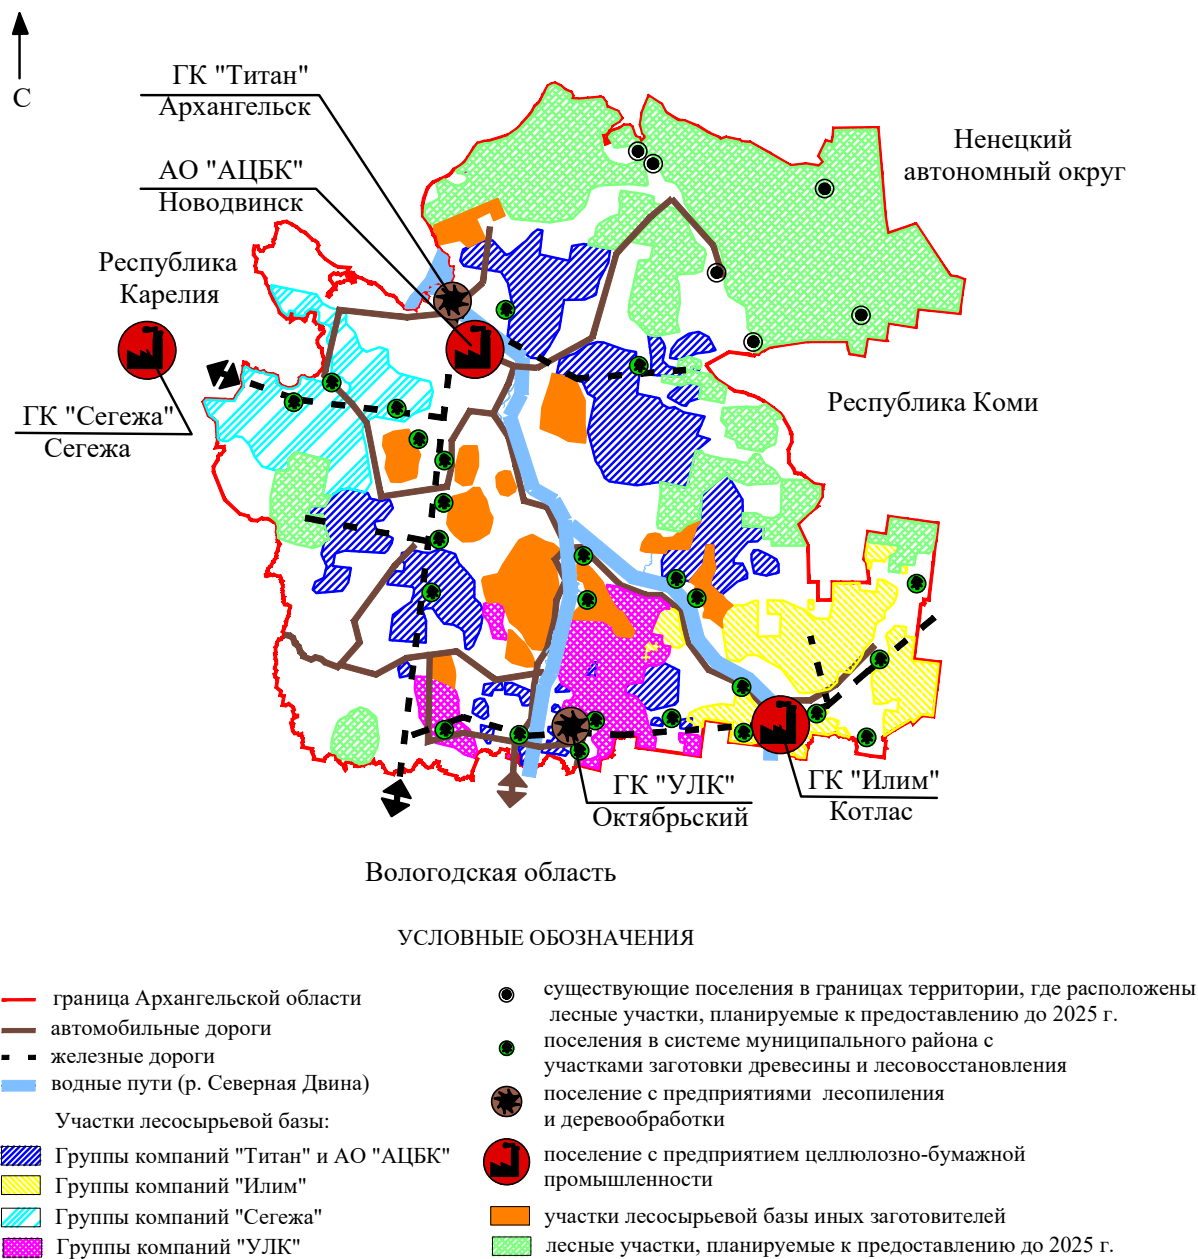 С
ГК "Титан"
Архангельск
АО "АЦБК"
Новодвинск
Ненецкий
автономный округ
Республика
Карелия
ГК "Сегежа"
Сегежа
Республика Коми
ГК "УЛК"
Октябрьский
ГК "Илим"
Котлас
Вологодская область
УСЛОВНЫЕ ОБОЗНАЧЕНИЯ
граница Архангельской области
автомобильные дороги
железные дороги
водные пути (р. Северная Двина)
Участки лесосырьевой базы:
Группы компаний "Титан" и АО "АЦБК"
Группы компаний "Илим"
Группы компаний "Сегежа"
Группы компаний "УЛК"
существующие поселения в границах территории, где расположены
лесные участки, планируемые к предоставлению до 2025 г.
поселения в системе муниципального района с
участками заготовки древесины и лесовосстановления
поселение с предприятиями лесопиления
и деревообработки
поселение с предприятием целлюлозно-бумажной
промышленности
участки лесосырьевой базы иных заготовителей
лесные участки, планируемые к предоставлению до 2025 г.